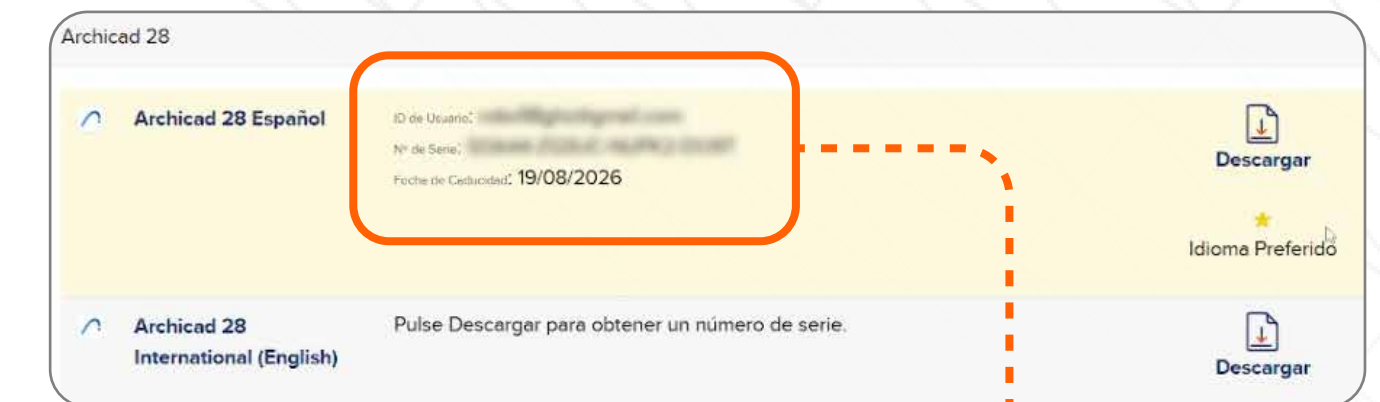 Archicad 28
Archicad 28 Español
ID de Usuario:
Nº de Serie:
Fecha de Caducidad: 19/08/2026
Descargar
Idioma Preferido
Archicad 28
International (English)
Pulse Descargar para obtener un número de serie.
Descargar